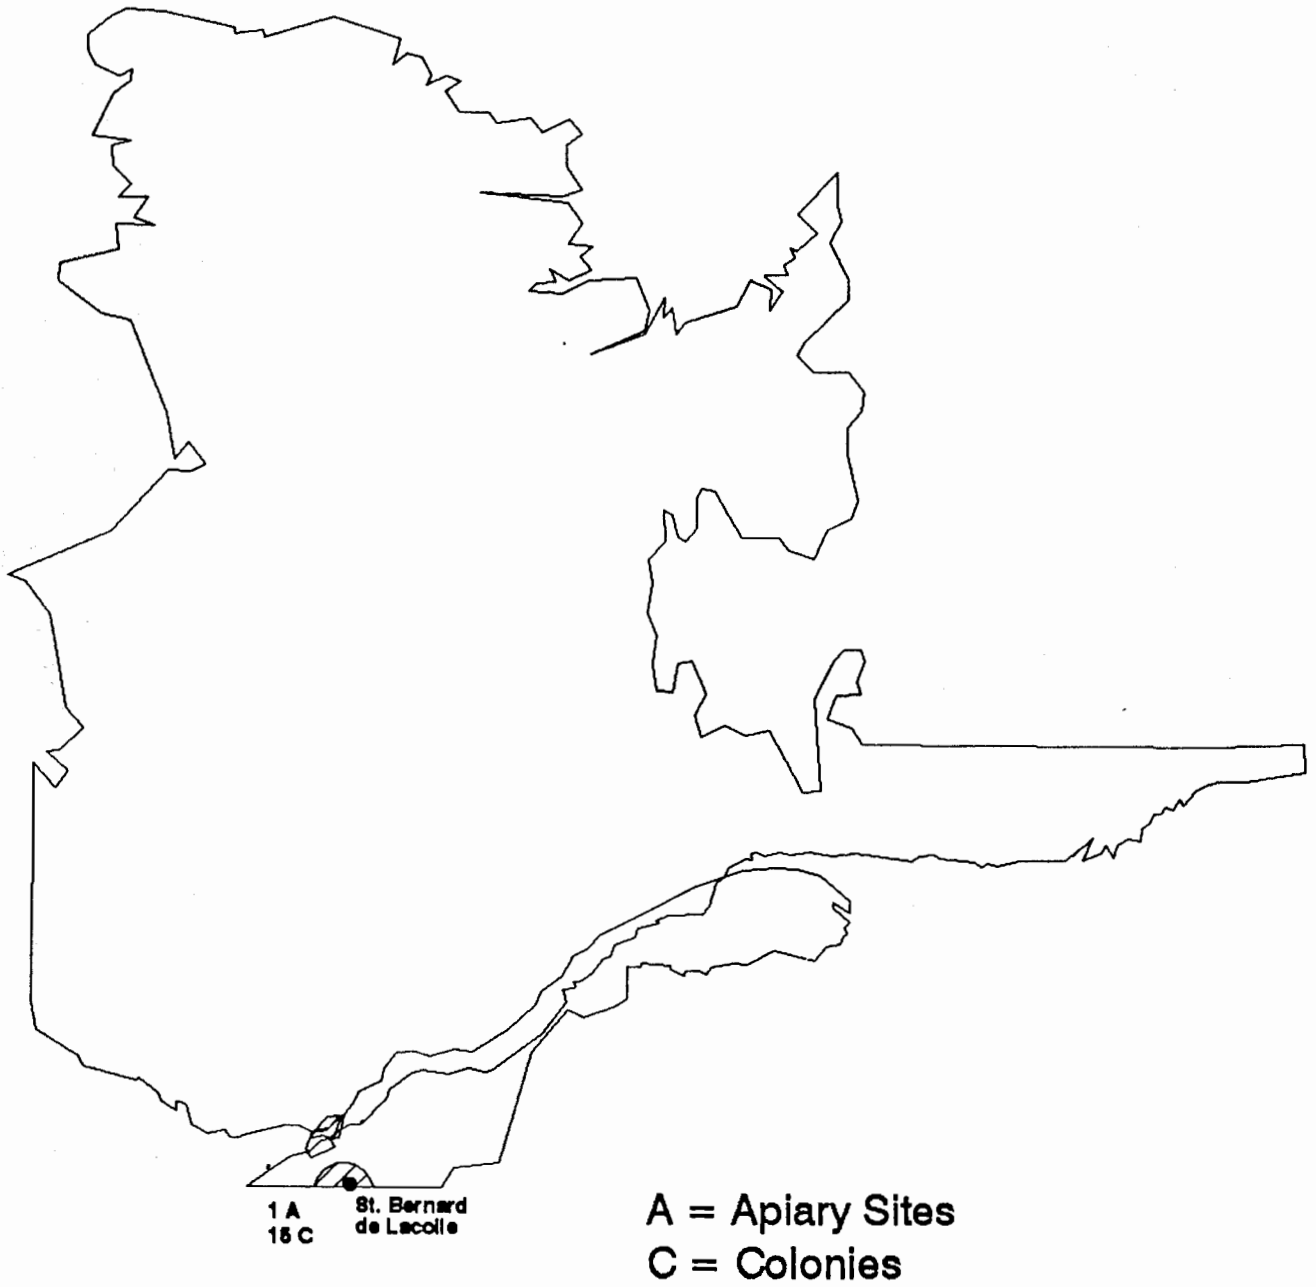 1 A
15 C
St. Bernard
de Lacolle
A = Apiary Sites
C = Colonies